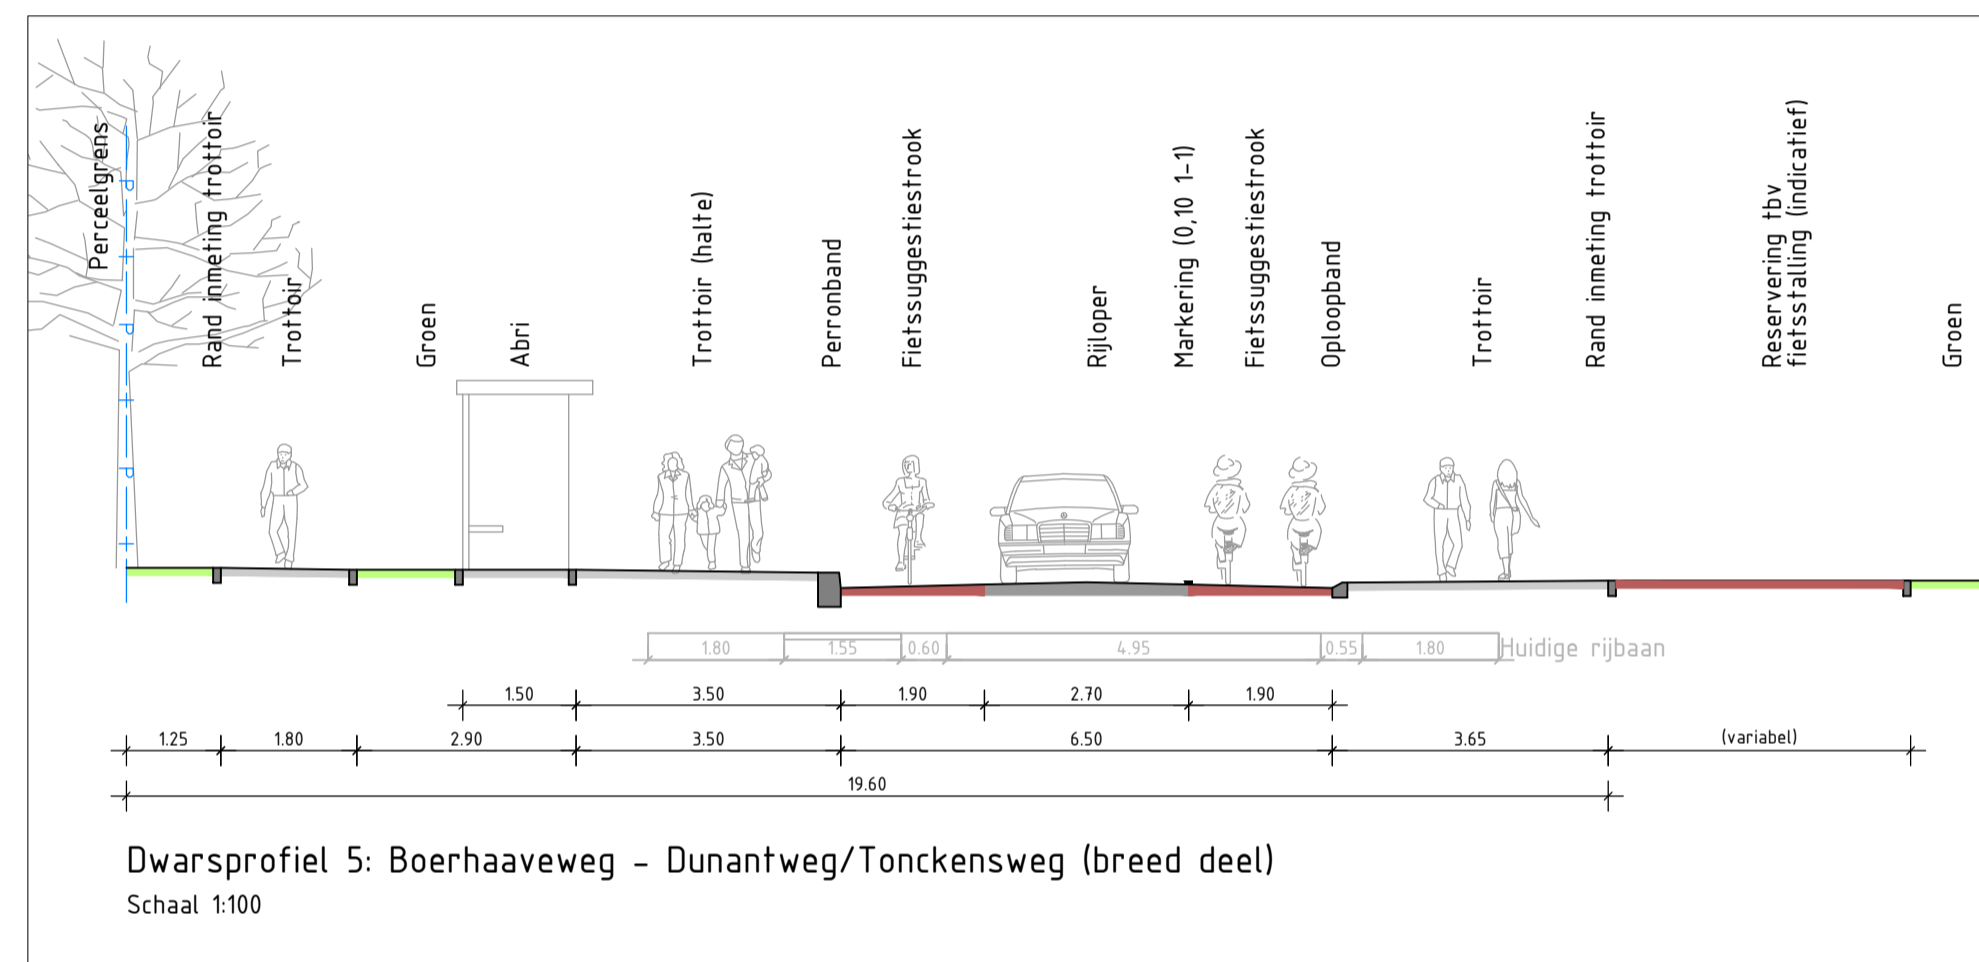 Perceelgrens
Rand inmeting trottoir
Trottoir
Groen
Abri
Trottoir (halte)
Perronband
Fietssuggestiestrook
Rijloper
Markering (0,10 1-1)
Fietssuggestiestrook
Oploopband
Trottoir
Rand inmeting trottoir
Reservering tbv
fietsstalling (indicatief)
Groen
P
P
P
1.80 1.55 0.60 4.95 0.55 1.80 Huidige rijbaan
1.50 3.50 1.90 2.70 1.90
1.25 1.80 2.90 3.50 6.50 3.65 (variabel)
19.60
Dwarsprofiel 5: Boerhaaveweg - Dunantweg/Tonckensweg (breed deel)
Schaal 1:100